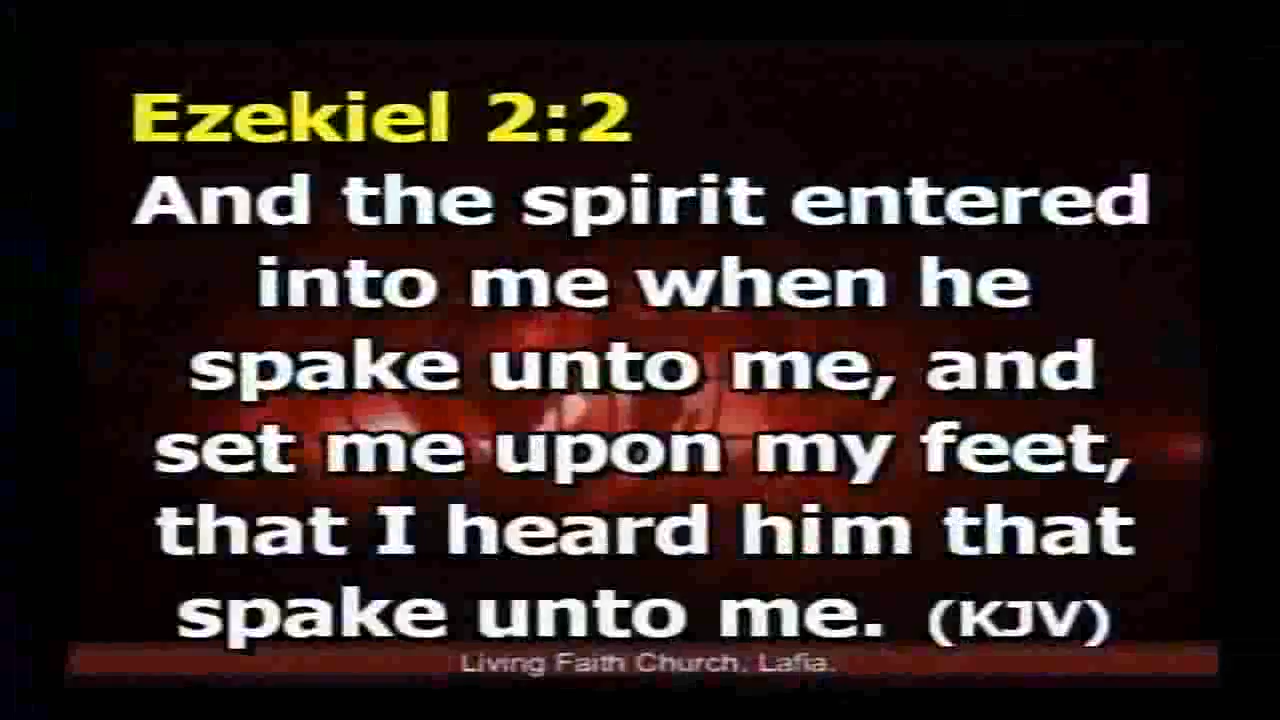 Ezekiel 2:2
And the spirit entered
into me when he
spake unto me, and
set me upon my feet,
that I heard him that
spake unto me. (KJV)
Living Faith Church. Lafia.